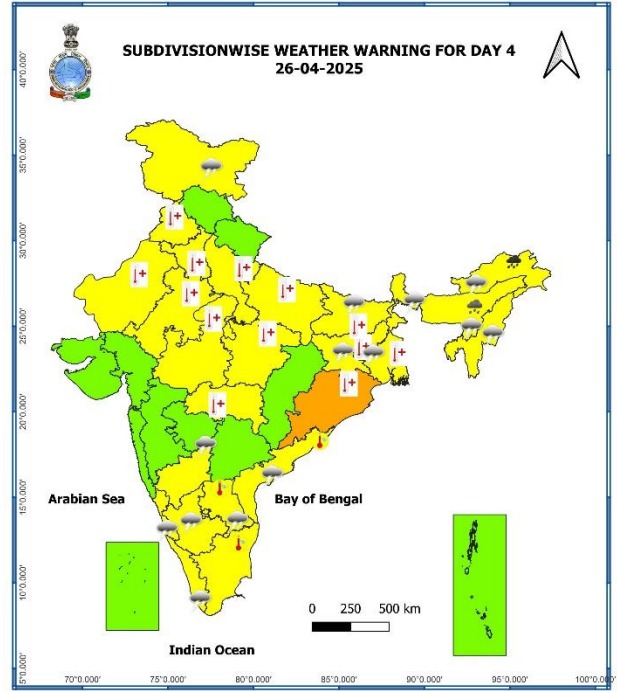 SUBDIVISIONWISE WEATHER WARNING FOR DAY 4
26-04-2025
40°0.000'
35°0.000'
30°0.000'
25°0.000'
20°0.000'
15°0.000'
10°0.000'
5°0.000'
Arabian Sea
Bay of Bengal
0 250 500 km
Indian Ocean
70°0.000' 75°0.000' 80°0.000' 85°0.000' 90°0.000' 95°0.000' 100°0.000'